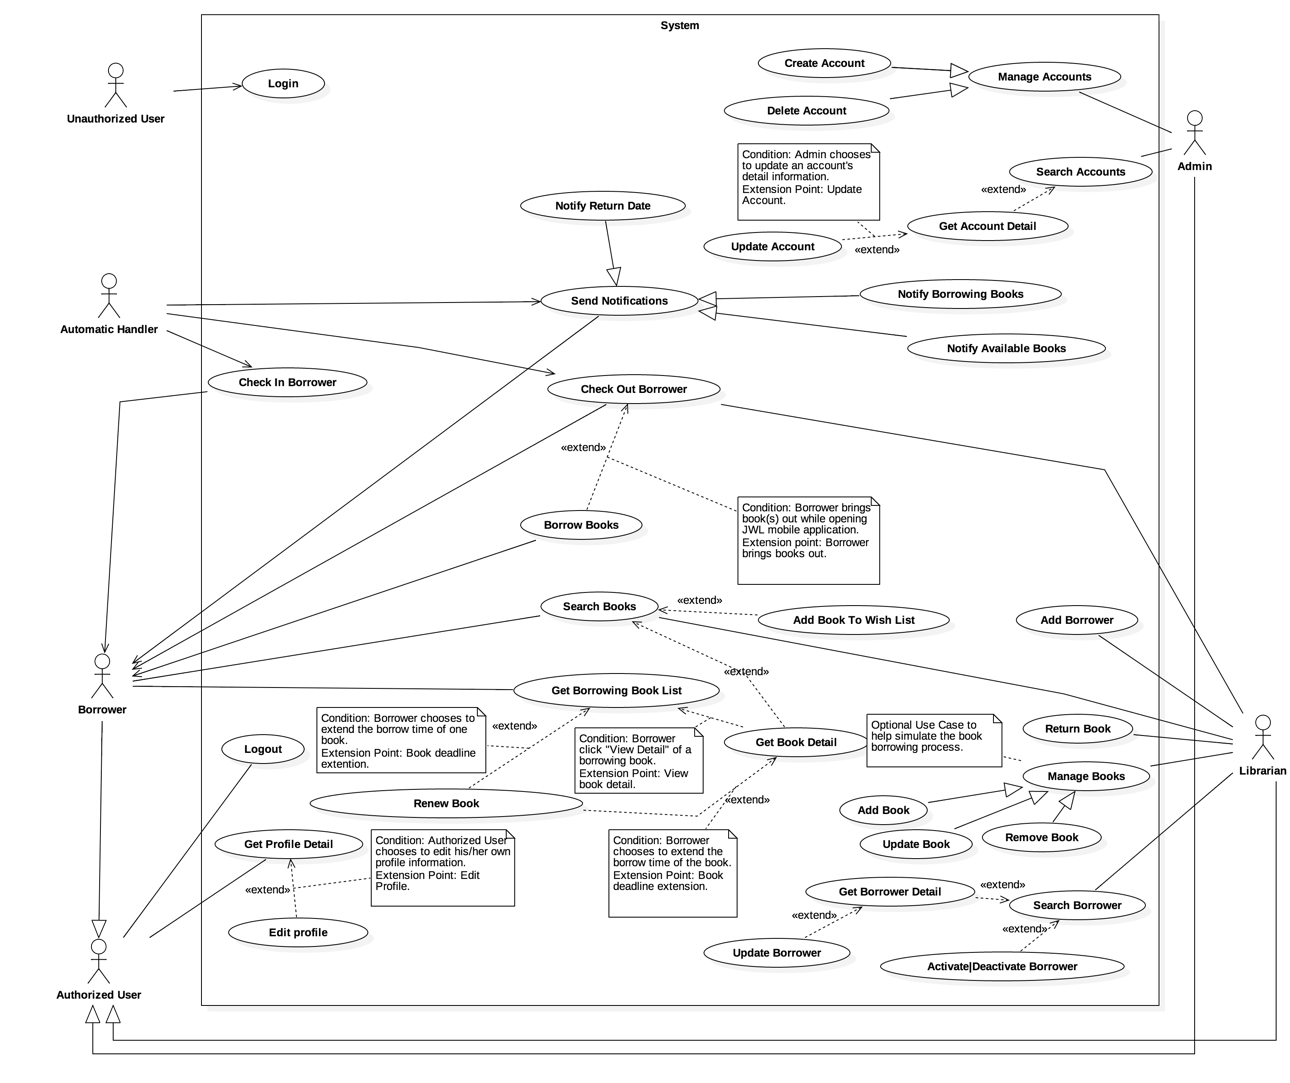 System
Unauthorized User
Login
Create Account
Manage Accounts
Delete Account
Admin
Condition: Admin chooses
to update an account's
detail information.
Extension Point: Update
Account.
Search Accounts
«extend»
Get Account Detail
Update Account
«extend»
Notify Return Date
Automatic Handler
Send Notifications
Notify Borrowing Books
Notify Available Books
Check In Borrower
Check Out Borrower
«extend»
Borrow Books
Condition: Borrower brings
book(s) out while opening
JWL mobile application.
Extension point: Borrower
brings books out.
Search Books
«extend»
Add Book To Wish List
Add Borrower
Borrower
Get Borrowing Book List
«extend»
Condition: Borrower chooses to
extend the borrow time of one
book.
Extension Point: Book deadline
extention.
«extend»
Condition: Borrower
click "View Detail" of a
borrowing book.
Extension Point: View
book detail.
Get Book Detail
Optional Use Case to
help simulate the book
borrowing process.
Return Book
Librarian
Logout
Manage Books
Renew Book
«extend»
Add Book
Update Book
Remove Book
Get Profile Detail
Condition: Authorized User
chooses to edit his/her own
profile information.
Extension Point: Edit
Profile.
Condition: Borrower
chooses to extend the
borrow time of the book.
Extension Point: Book
deadline extension.
«extend»
Edit profile
Get Borrower Detail
«extend»
Search Borrower
«extend»
«extend»
Update Borrower
Activate|Deactivate Borrower
Authorized User